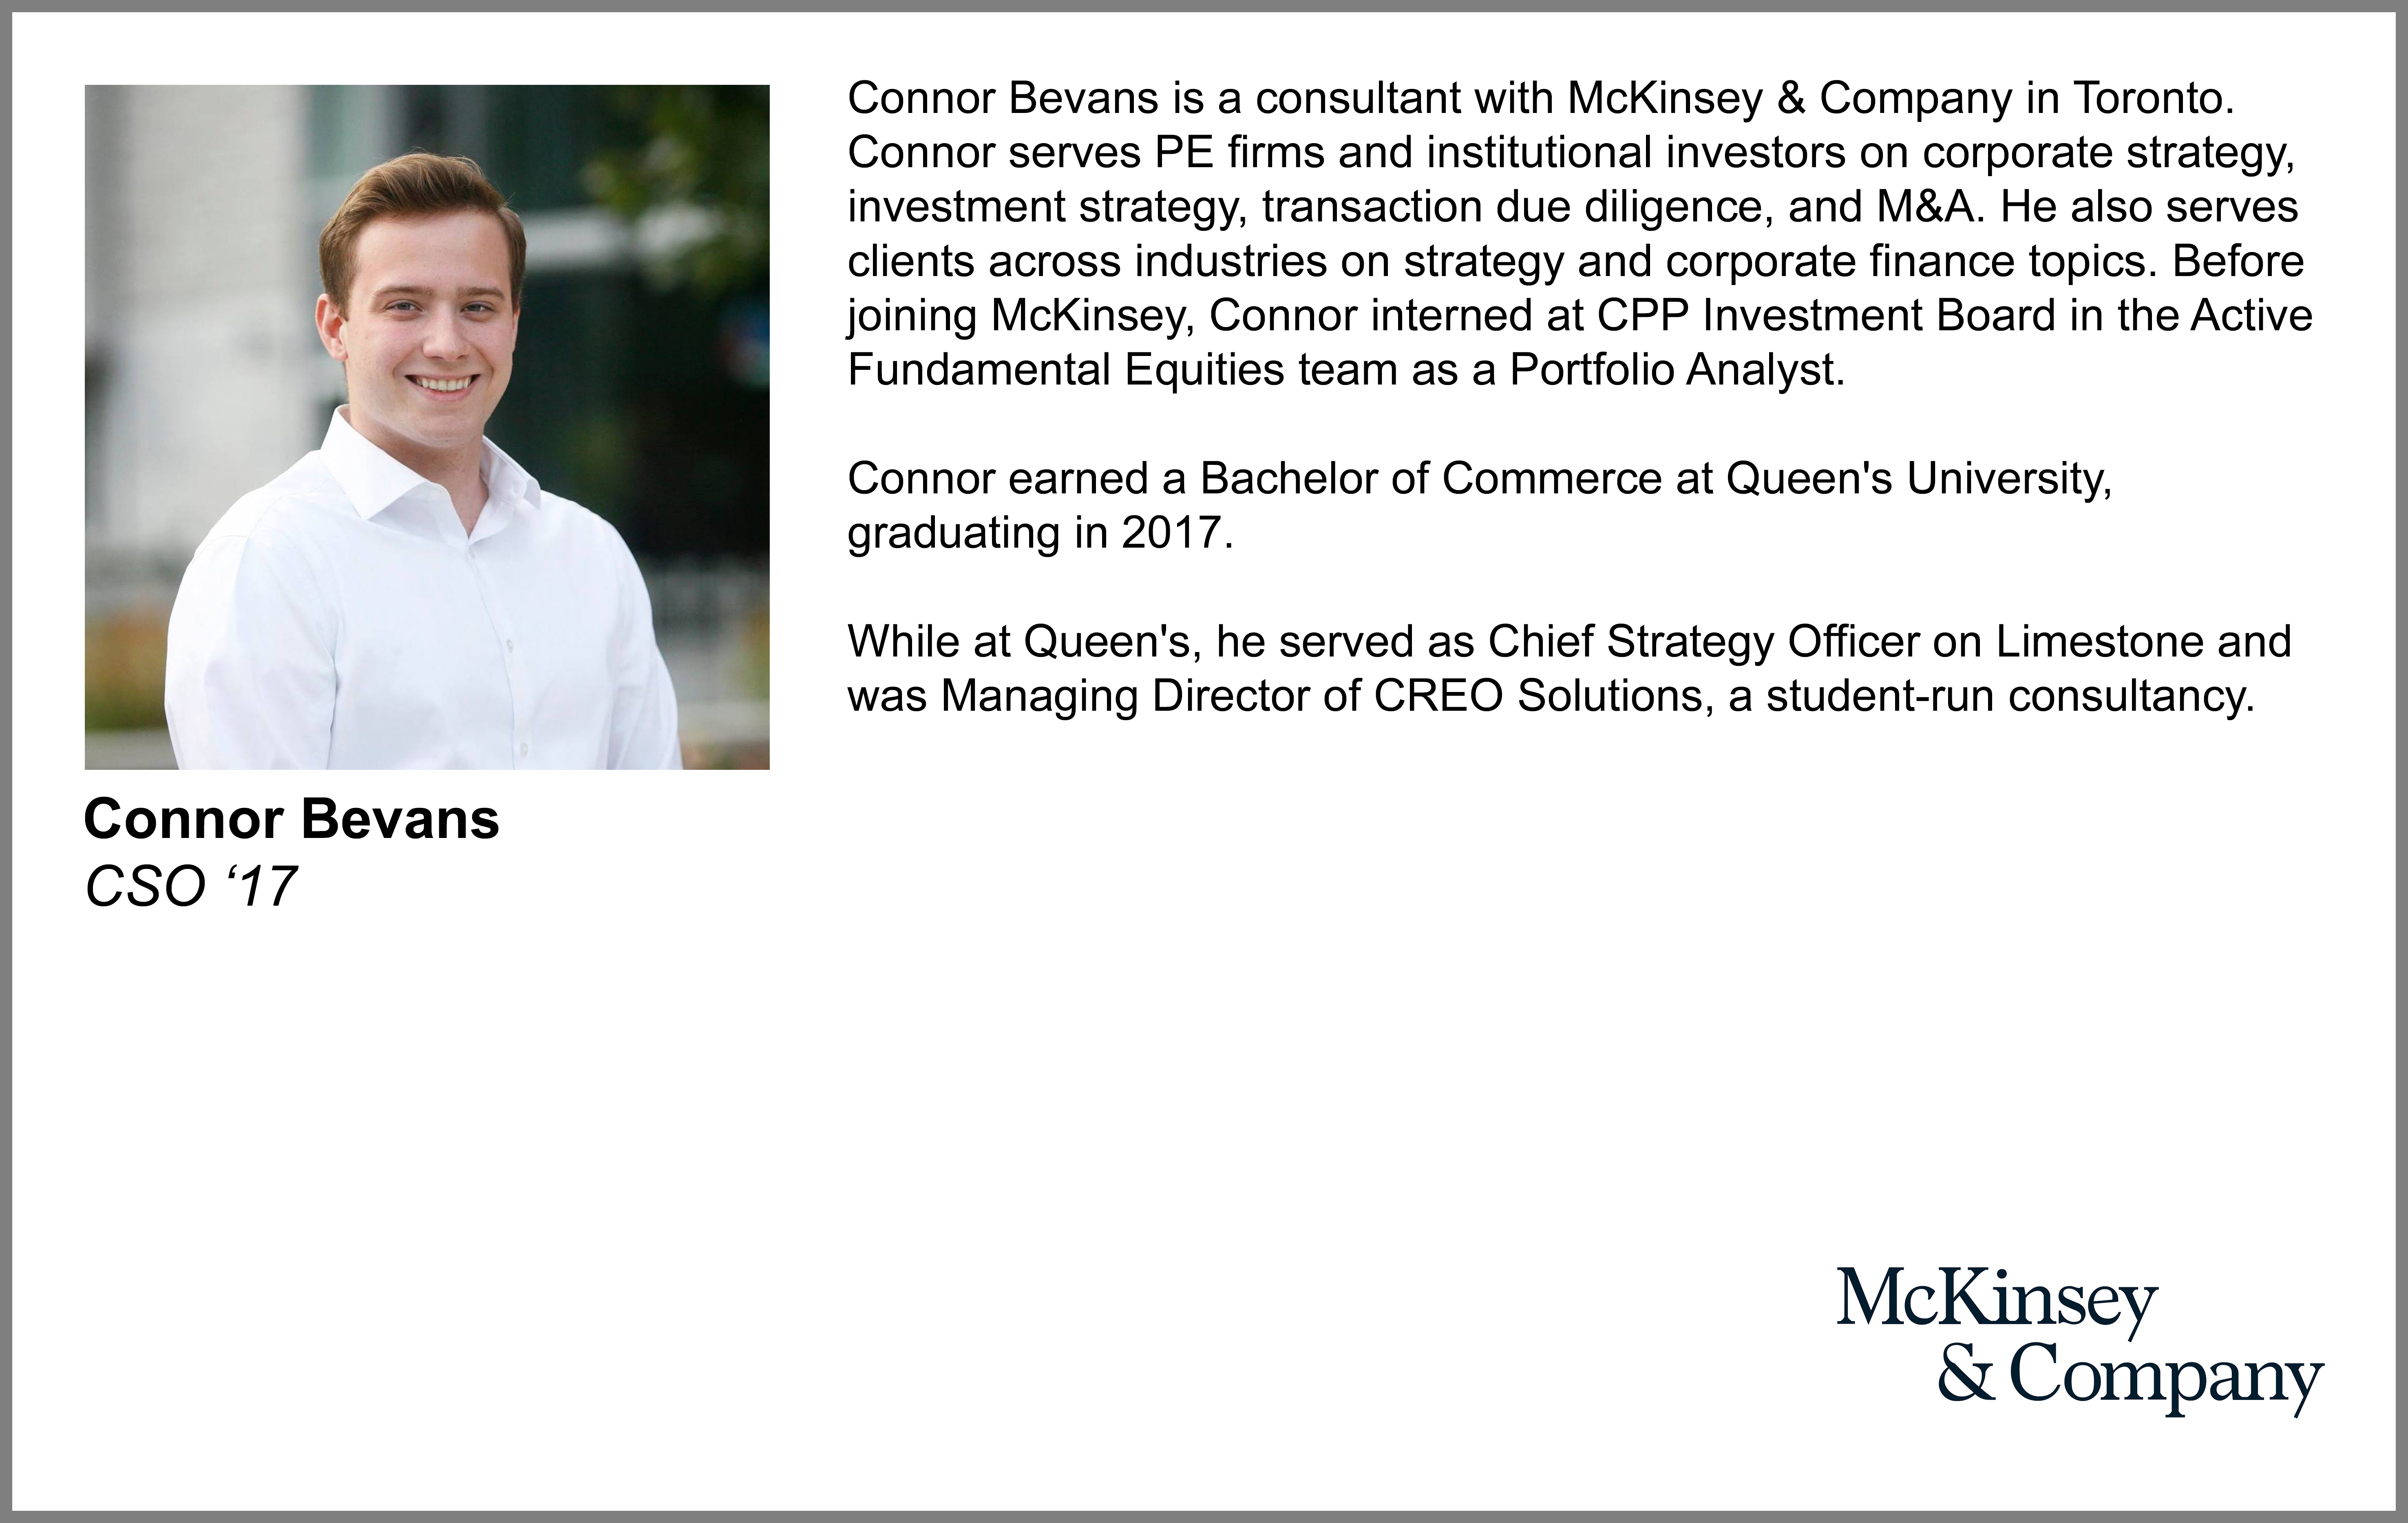 Connor Bevans is a consultant with McKinsey & Company in Toronto.
Connor serves PE firms and institutional investors on corporate strategy,
investment strategy, transaction due diligence, and M&A. He also serves
clients across industries on strategy and corporate finance topics. Before
joining McKinsey, Connor interned at CPP Investment Board in the Active
Fundamental Equities team as a Portfolio Analyst.
Connor earned a Bachelor of Commerce at Queen's University,
graduating in 2017.
While at Queen's, he served as Chief Strategy Officer on Limestone and
was Managing Director of CREO Solutions, a student-run consultancy.
Connor Bevans
CSO ‘17
McKinsey
& Company